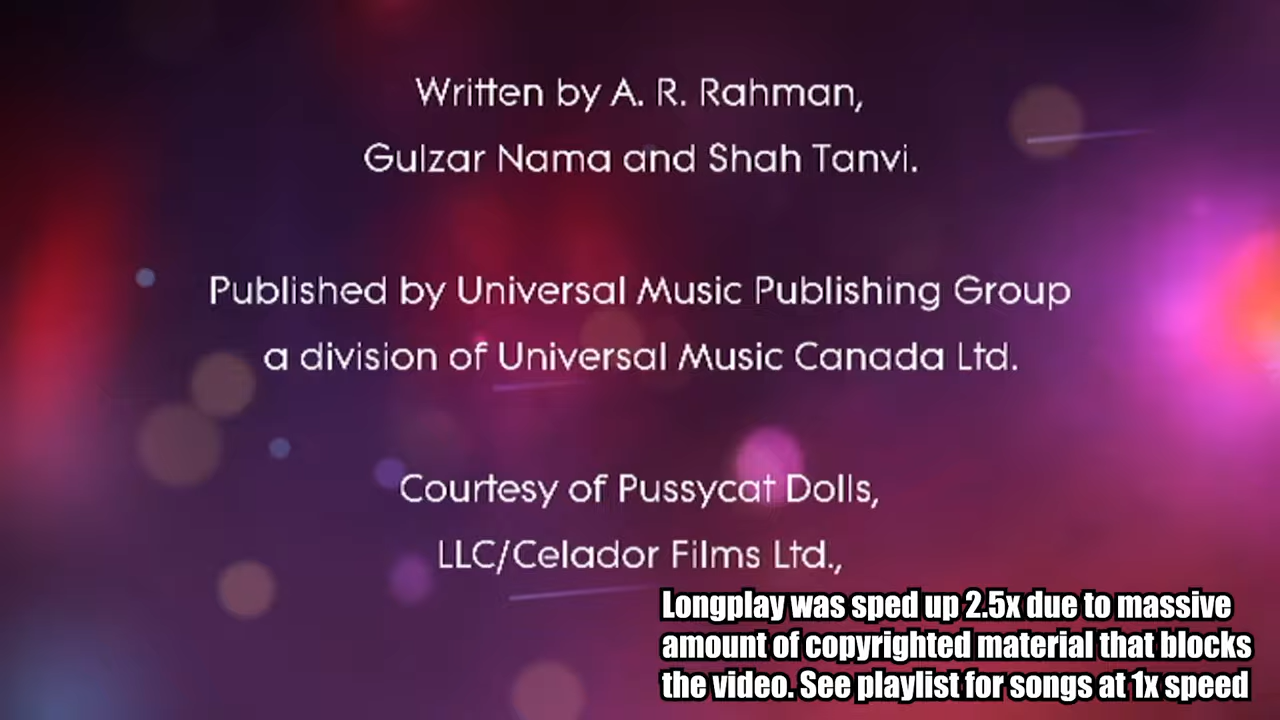 Written by A. R. Rahman,
Gulzar Nama and Shah Tanvi.
Published by Universal Music Publishing Group
a division of Universal Music Canada Ltd.
Courtesy of Pussycat Dolls,
LLC/Celador Films Ltd.,
Longplay was sped up 2.5x due to massive
amount of copyrighted material that blocks
the video. See playlist for songs at 1x speed